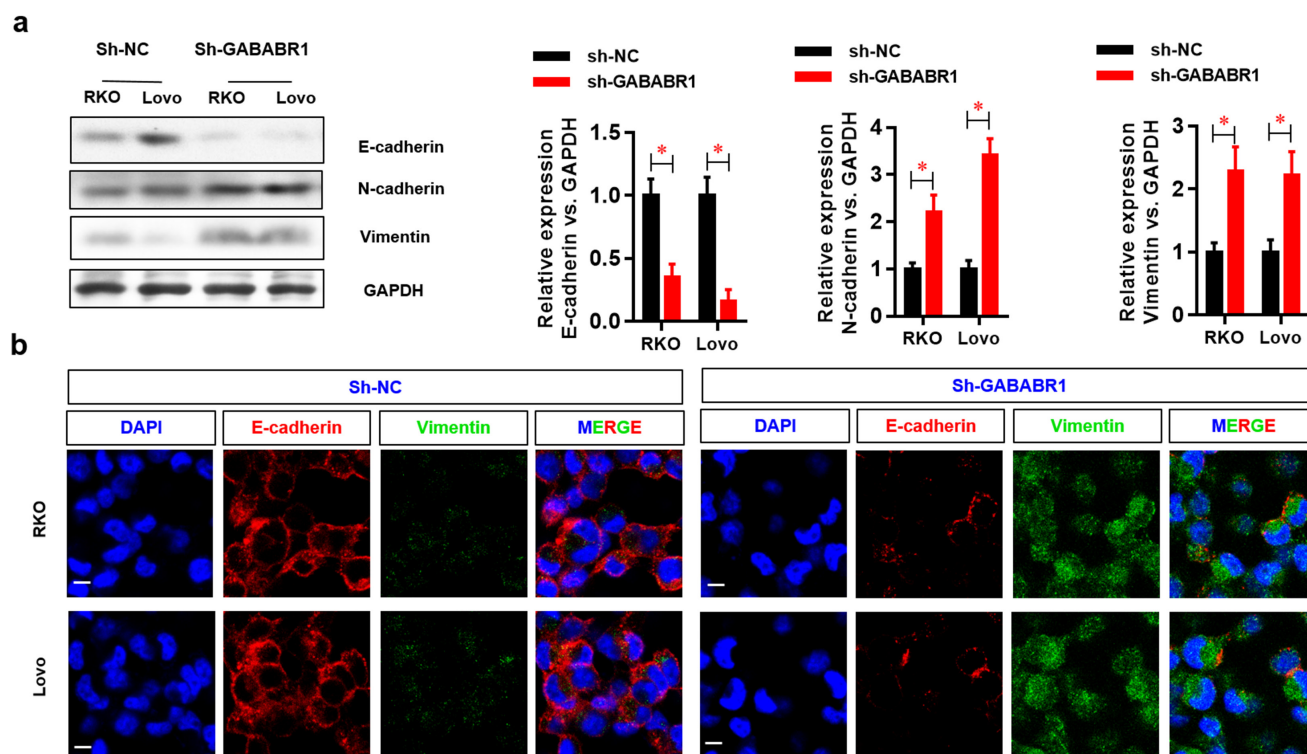 a
Sh-NC Sh-GABABR1
RKO Lovo RKO Lovo
E-cadherin
N-cadherin
Vimentin
GAPDH
sh-NC
sh-GABABR1
Relative expression
E-cadherin vs. GAPDH
1.5
1.0
0.5
0.0
* *
RKO Lovo
sh-NC
sh-GABABR1
Relative expression
N-cadherin vs. GAPDH
4
3
2
1
0
* *
RKO Lovo
sh-NC
sh-GABABR1
Relative expression
Vimentin vs. GAPDH
3
2
1
0
* *
RKO Lovo
b
Sh-NC Sh-GABABR1
DAPI E-cadherin Vimentin MERGE DAPI E-cadherin Vimentin MERGE
RKO
Lovo